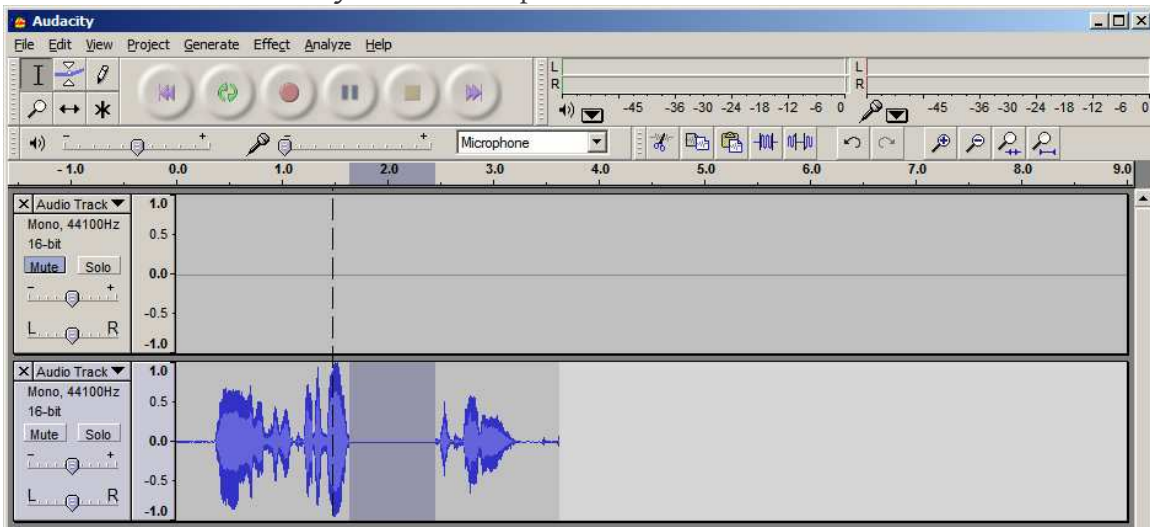 Audacity
File Edit View Project Generate Effect Analyze Help
L
R
-45 -36 -30 -24 -18 -12 -6 0
L
R
-45 -36 -30 -24 -18 -12 -6 0
- + - + Microphone
- 1.0 0.0 1.0 2.0 3.0 4.0 5.0 6.0 7.0 8.0 9.0
Audio Track
Mono, 44100Hz
16-bit
Mute Solo
- +
L R
1.0
0.5
0.0
-0.5
-1.0
Audio Track
Mono, 44100Hz
16-bit
Mute Solo
- +
L R
1.0
0.5
0.0
-0.5
-1.0